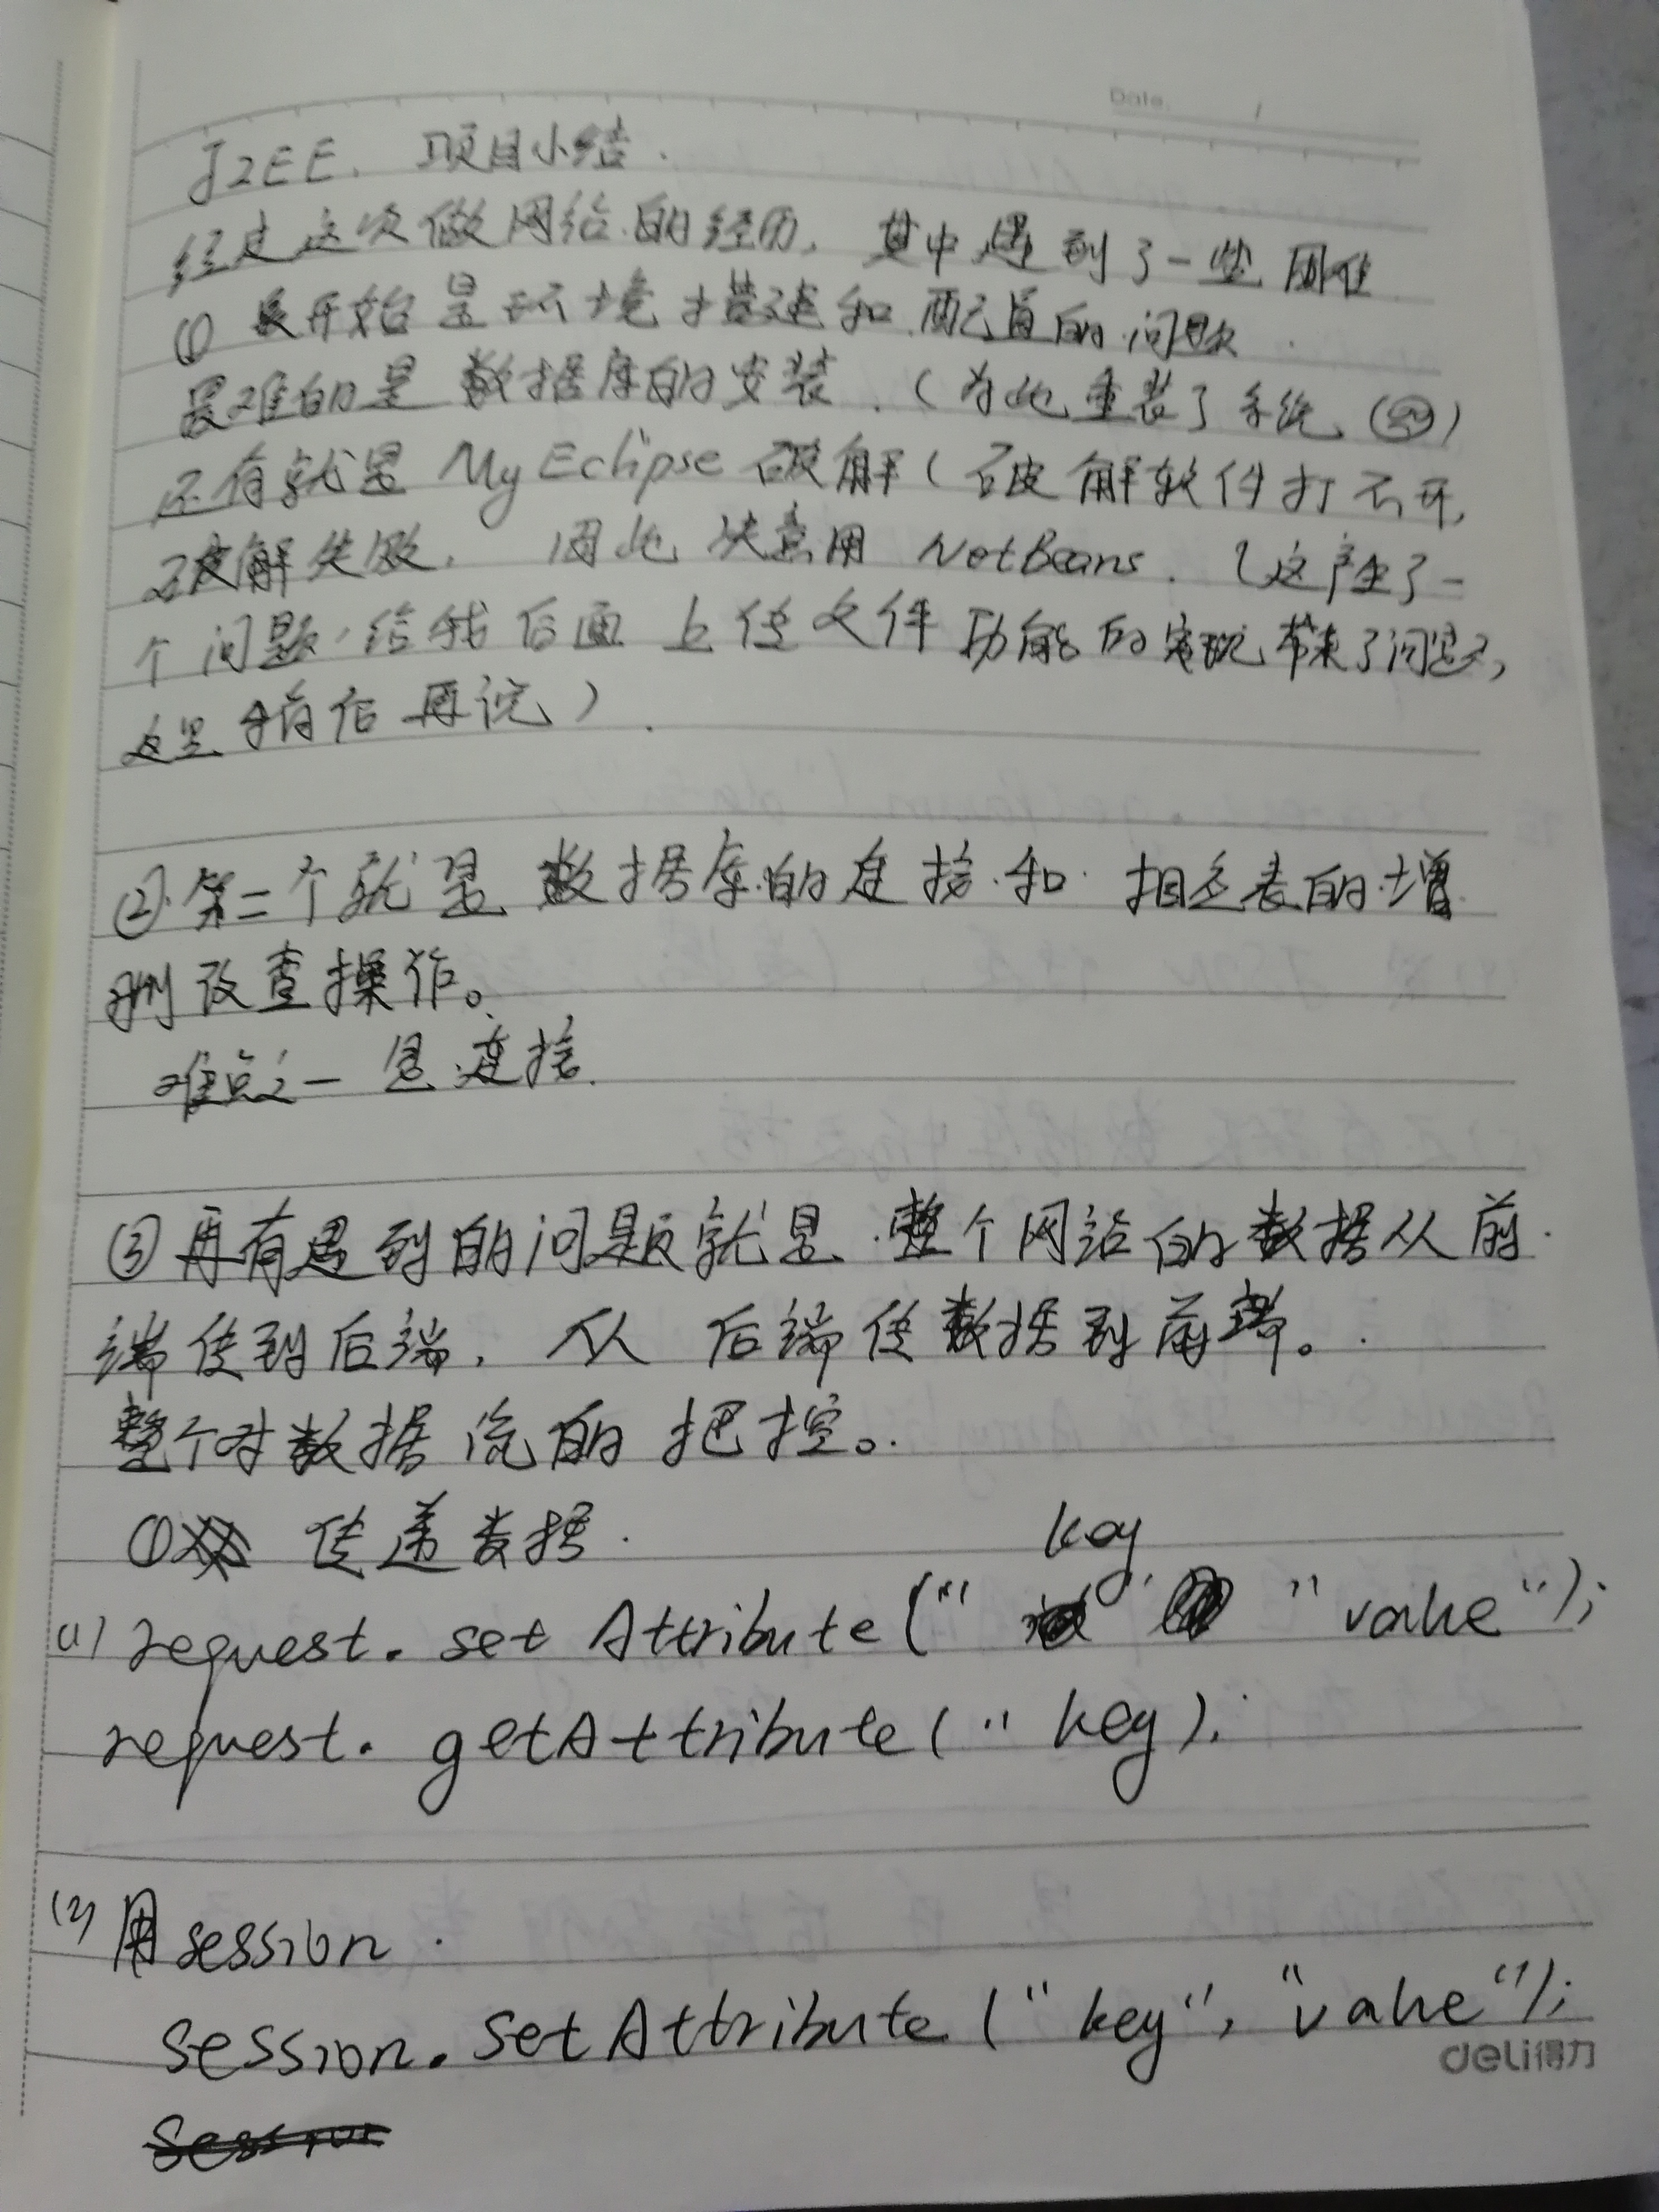 Date. /
J2EE. 项目小结.
经过这次做网站的经历, 其中遇到了一些困难
① 最开始是环境搭建和配置的问题.
最难的是数据库的安装.(为此重装了系统.)
还有就是 MyEclipse 破解(破解软件打不开,
破解失败. 因此决意用 NetBeans. (这产生了一
个问题,给我后面上传文件功能的实现带来了问题,
这里稍后再说).
②.第二个就是数据库的连接.和.相应表的.增
删改查操作。
难点之一是.连接.
③再有遇到的问题就是.整个网站的数据从前.
端传到后端. 从后端传数据到前端。.
整个对数据流的把控。.
① 传递数据.
key
(1) request. set Attribute(" ", "value");
request. getAttribute(" key);
(2) 用session.
session. setAttribute ("key", "value");
deli得力
session